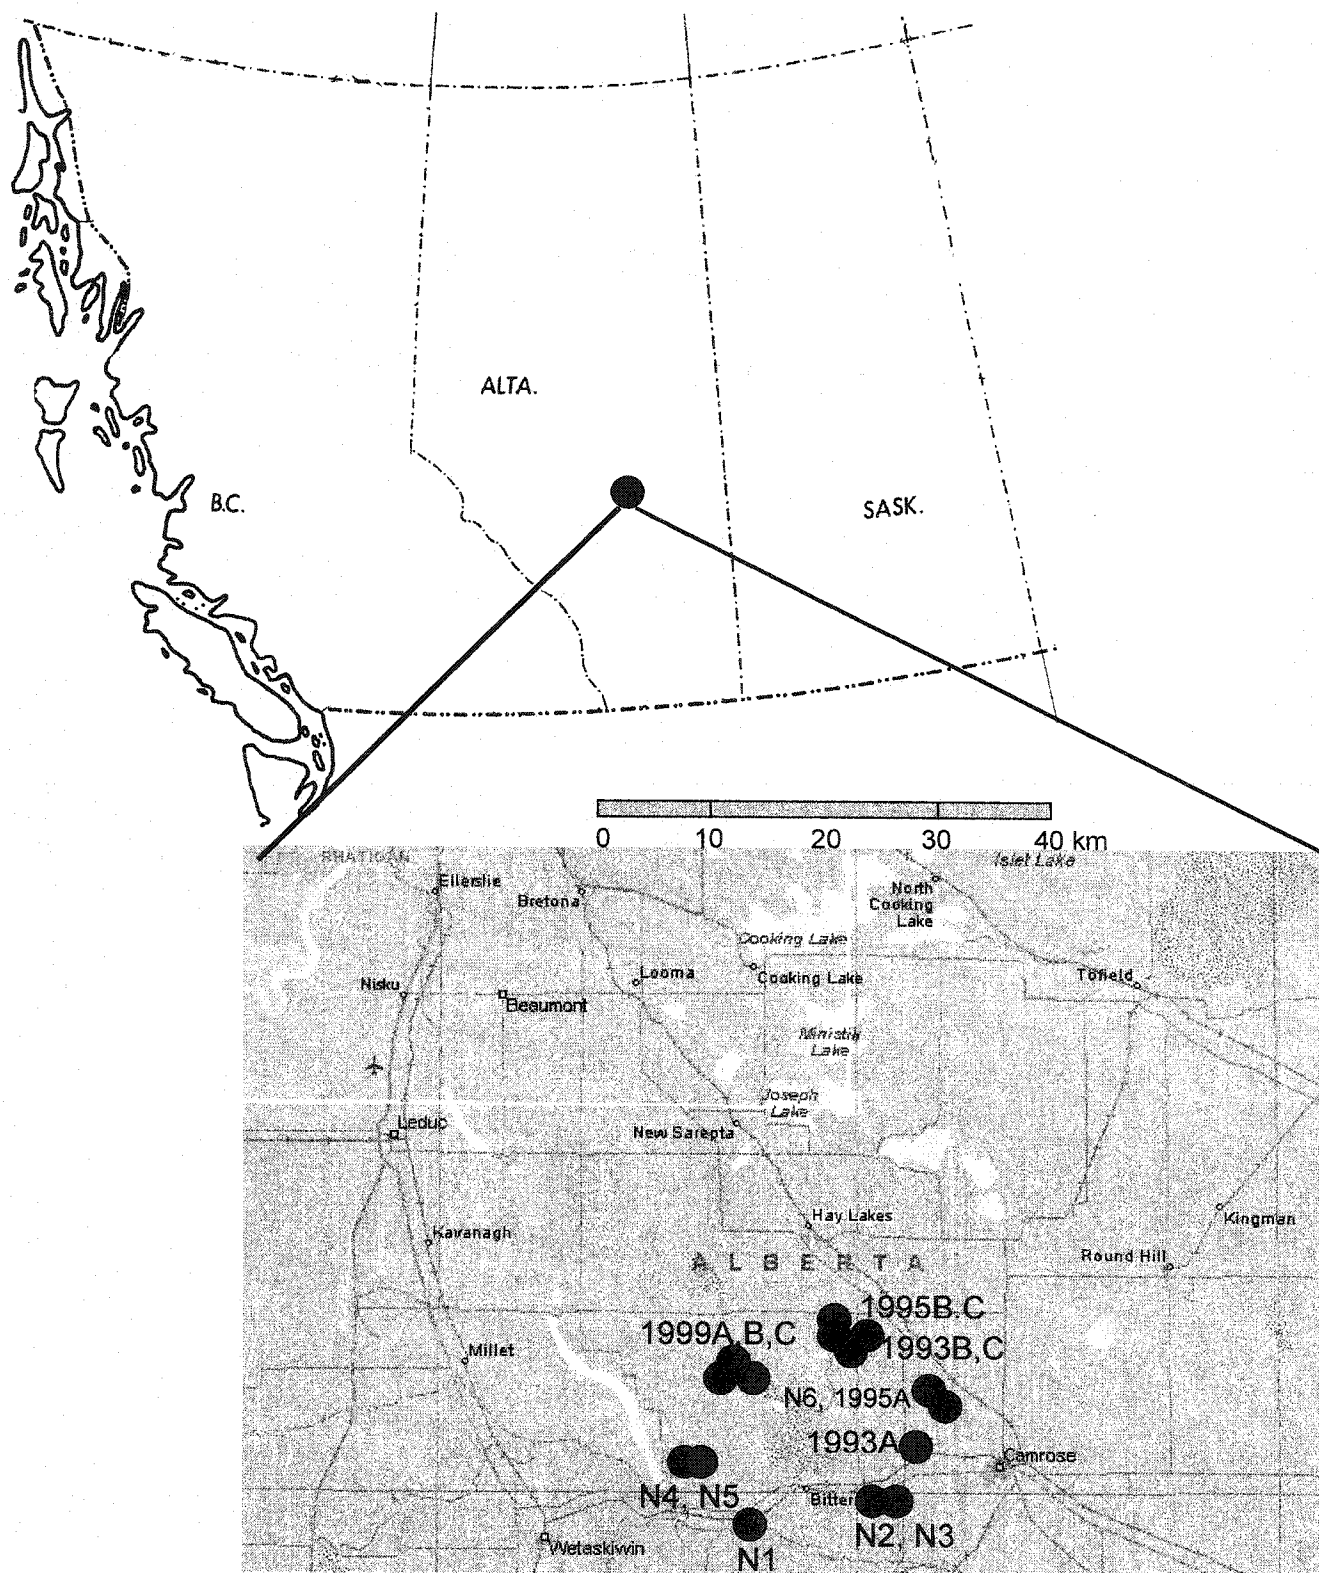 ALTA.
B.C.
SASK.
0 10 20 30 40 km
Islet Lake
Ellerslie
Bretona
North
Cooking
Lake
Cooking Lake
Looma
Cooking Lake
Tofield
Nisku
Beaumont
Ministik
Lake
Joseph
Lake
Leduc
New Sarepta
Hay Lakes
Kingman
Kavanagh
Round Hill
ALBERTA
1995B.C
1999A,B,C
1993B,C
Millet
N6, 1995A
1993A
Camrose
N4, N5
Bitter
N2, N3
Wetaskiwin
N1